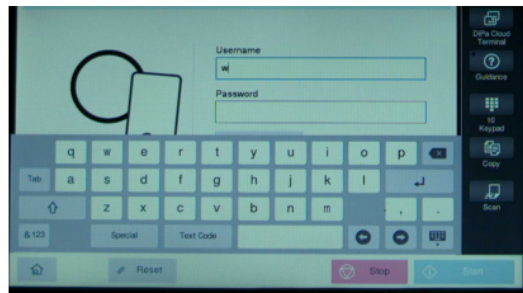 Username
w
Password
q w e r t y u i o p
Tab a s d f g h j k l
z x c v b n m , .
&123 Special Text Code
Reset Stop Start
DiPa Cloud
Terminal
?
Guidance
10
Keypad
Copy
Scan